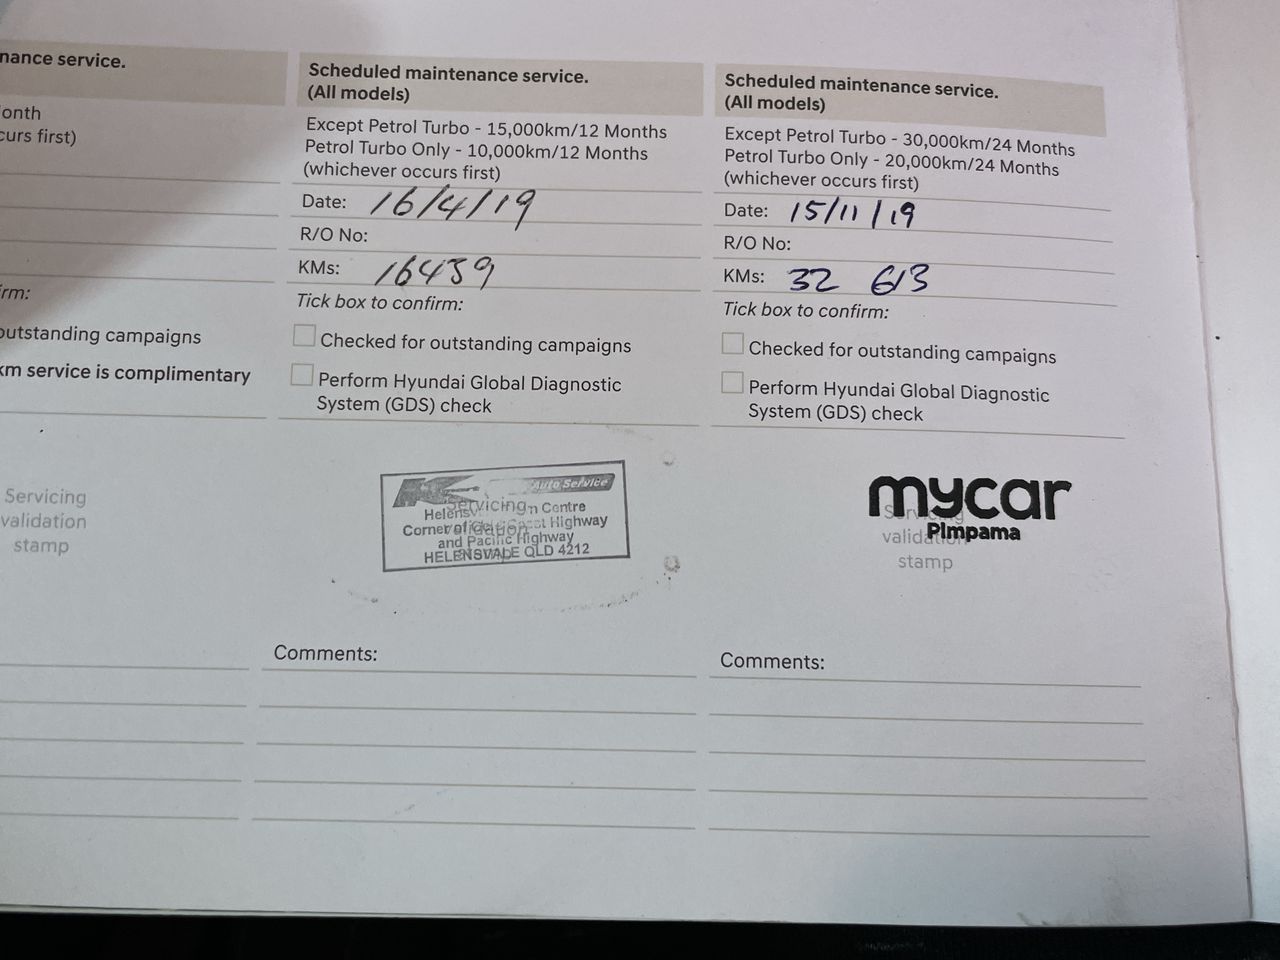 nance service.
onth
curs first)
rm:
outstanding campaigns
km service is complimentary
Servicing
validation
stamp
Scheduled maintenance service.
(All models)
Except Petrol Turbo - 15,000km/12 Months
Petrol Turbo Only - 10,000km/12 Months
(whichever occurs first)
Date: 16/4/19
R/O No:
KMs: 16459
Tick box to confirm:
Checked for outstanding campaigns
Perform Hyundai Global Diagnostic
System (GDS) check
Auto Service
Servicing
n Centre
Corner of Highway
and Pacific Highway
HELENSVALE QLD 4212
Comments:
Scheduled maintenance service.
(All models)
Except Petrol Turbo - 30,000km/24 Months
Petrol Turbo Only - 20,000km/24 Months
(whichever occurs first)
Date: 15/11/19
R/O No:
KMs: 32 613
Tick box to confirm:
Checked for outstanding campaigns
Perform Hyundai Global Diagnostic
System (GDS) check
mycar
Pimpama
stamp
Comments: